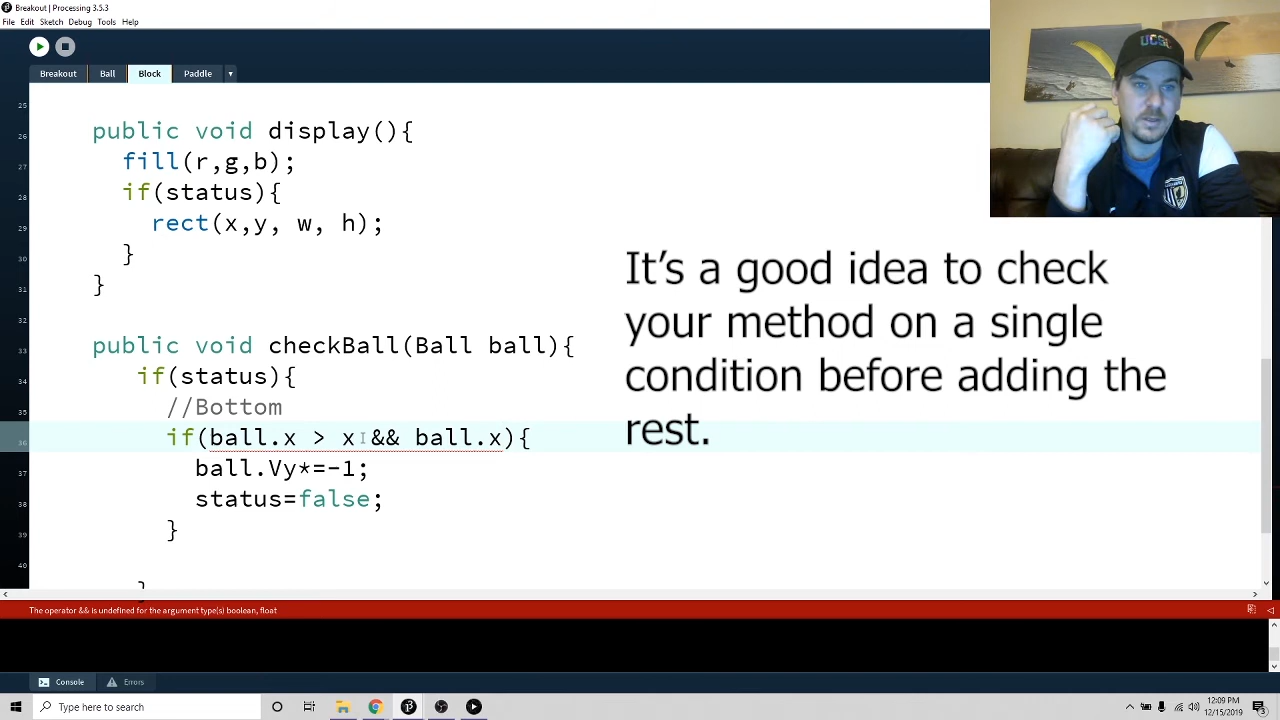 Breakout | Processing 3.5.3
File Edit Sketch Debug Tools Help
Breakout Ball Block Paddle
25
26 public void display(){
27 fill(r,g,b);
28 if(status){
29 rect(x,y, w, h);
30 }
31 }
32
33 public void checkBall(Ball ball){
34 if(status){
35 //Bottom
36 if(ball.x > x && ball.x){
37 ball.Vy*=-1;
38 status=false;
39 }
40
}
It's a good idea to check
your method on a single
condition before adding the
rest.
UCSC
The operator && is undefined for the argument type(s) boolean, float
Console Errors
Type here to search
12:09 PM
12/15/2019
3